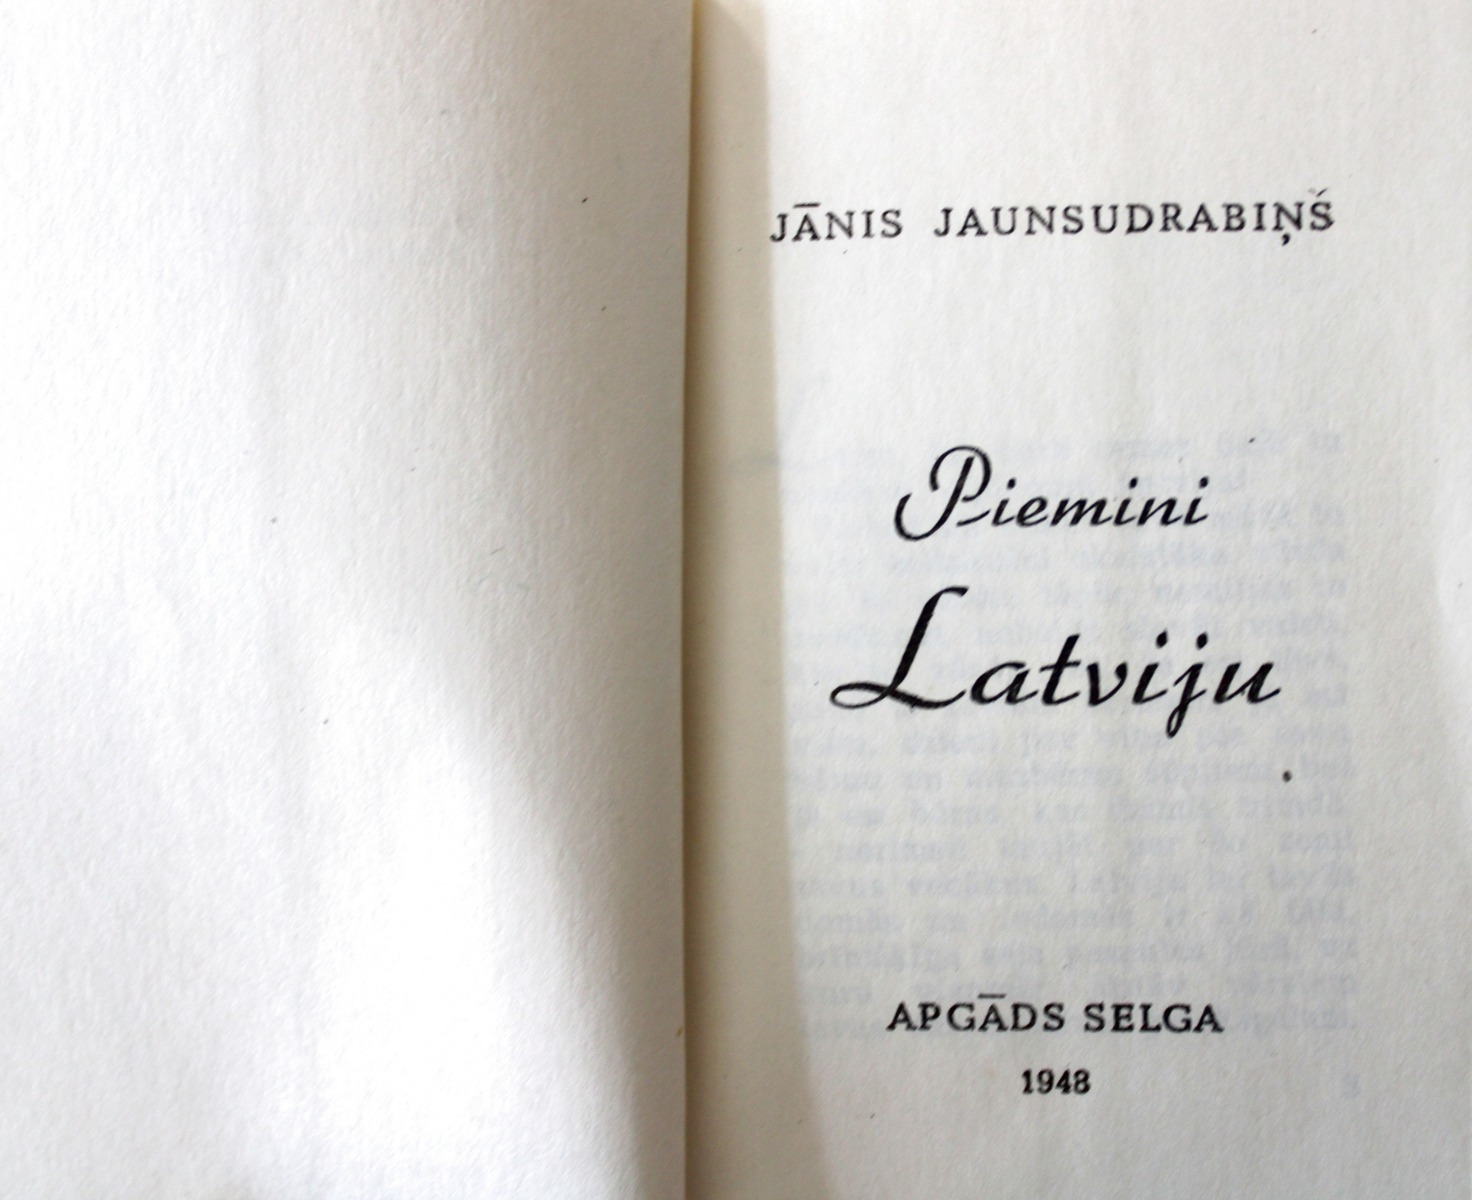 JĀNIS JAUNSUDRABIŅŠ
Piemini
Latviju
APGĀDS SELGA
1948